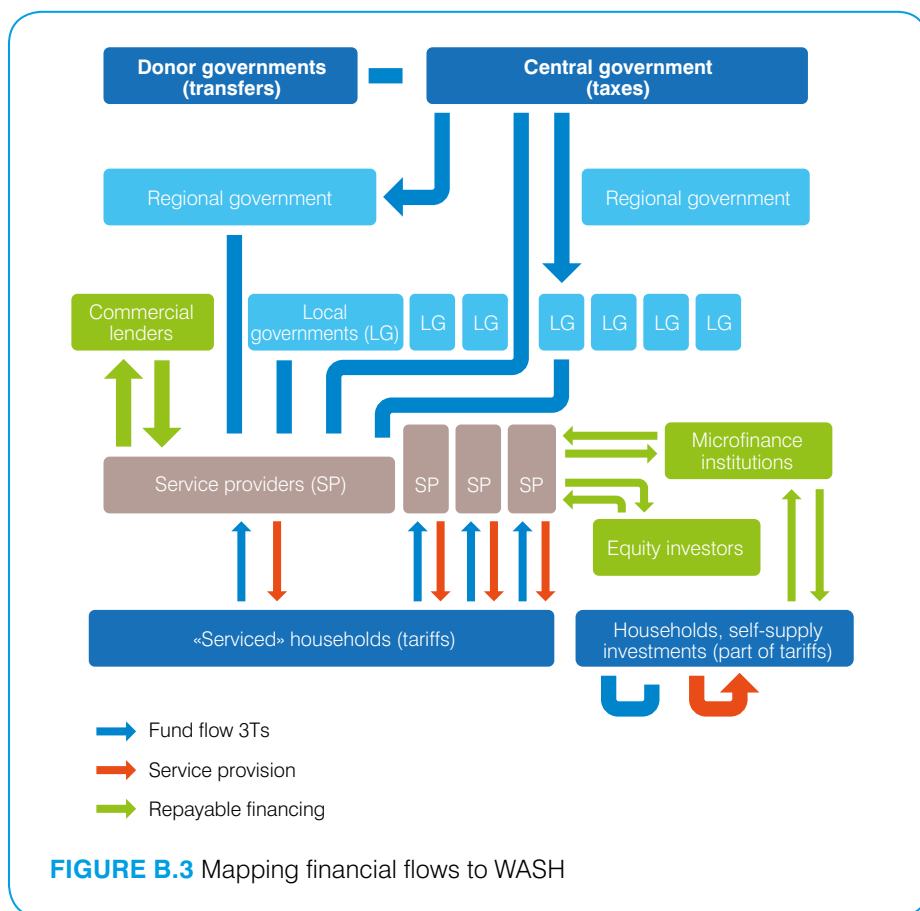 Donor governments
(transfers)
Central government
(taxes)
Regional government
Regional government
Commercial
lenders
Local
governments (LG)
LG
LG
LG
LG
LG
LG
Service providers (SP)
SP
SP
SP
Microfinance
institutions
Equity investors
«Serviced» households (tariffs)
Households, self-supply
investments (part of tariffs)
Fund flow 3Ts
Service provision
Repayable financing
FIGURE B.3 Mapping financial flows to WASH